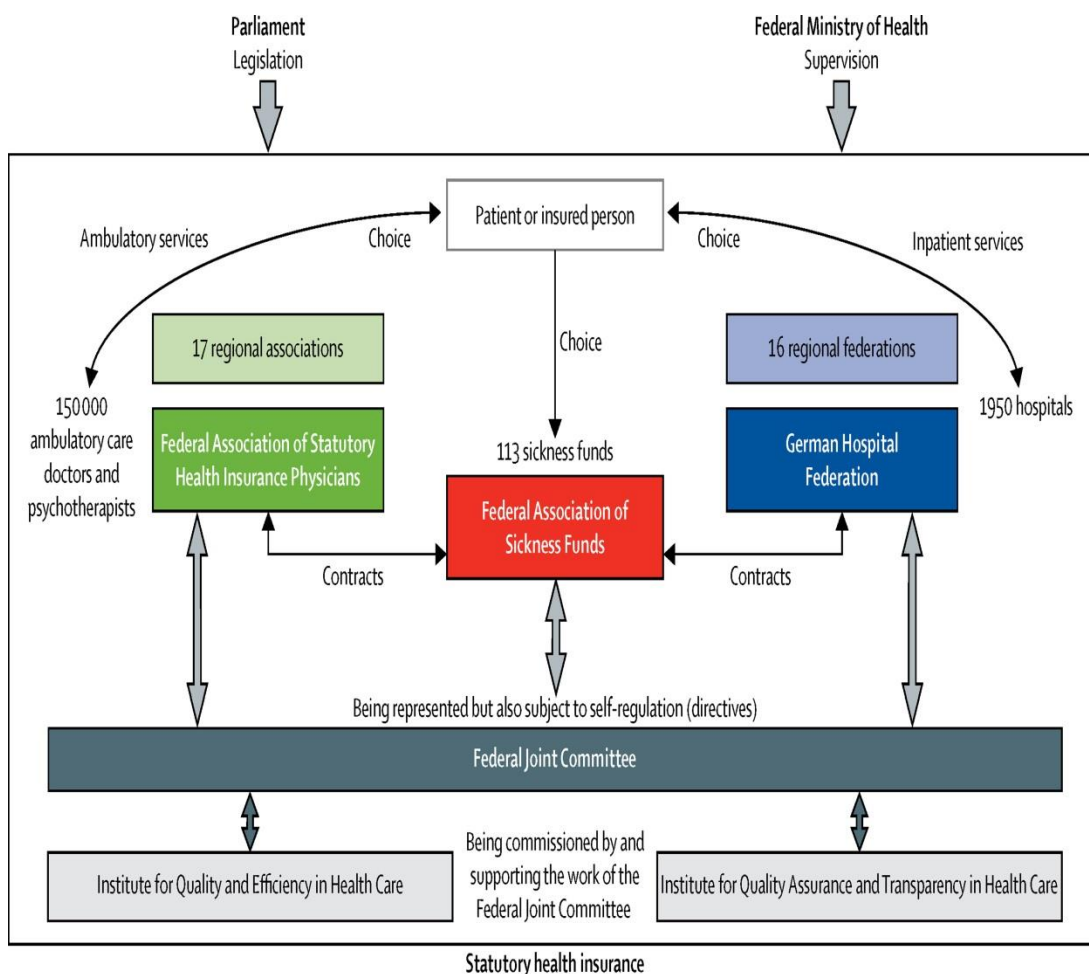 Parliament
Legislation
Federal Ministry of Health
Supervision
Patient or insured person
Ambulatory services
Choice
Choice
Inpatient services
17 regional associations
Choice
16 regional federations
150 000
ambulatory care
doctors and
psychotherapists
Federal Association of Statutory
Health Insurance Physicians
113 sickness funds
German Hospital
Federation
1950 hospitals
Federal Association of
Sickness Funds
Contracts
Contracts
Being represented but also subject to self-regulation (directives)
Federal Joint Committee
Institute for Quality and Efficiency in Health Care
Being commissioned by and
supporting the work of the
Federal Joint Committee
Institute for Quality Assurance and Transparency in Health Care
Statutory health insurance